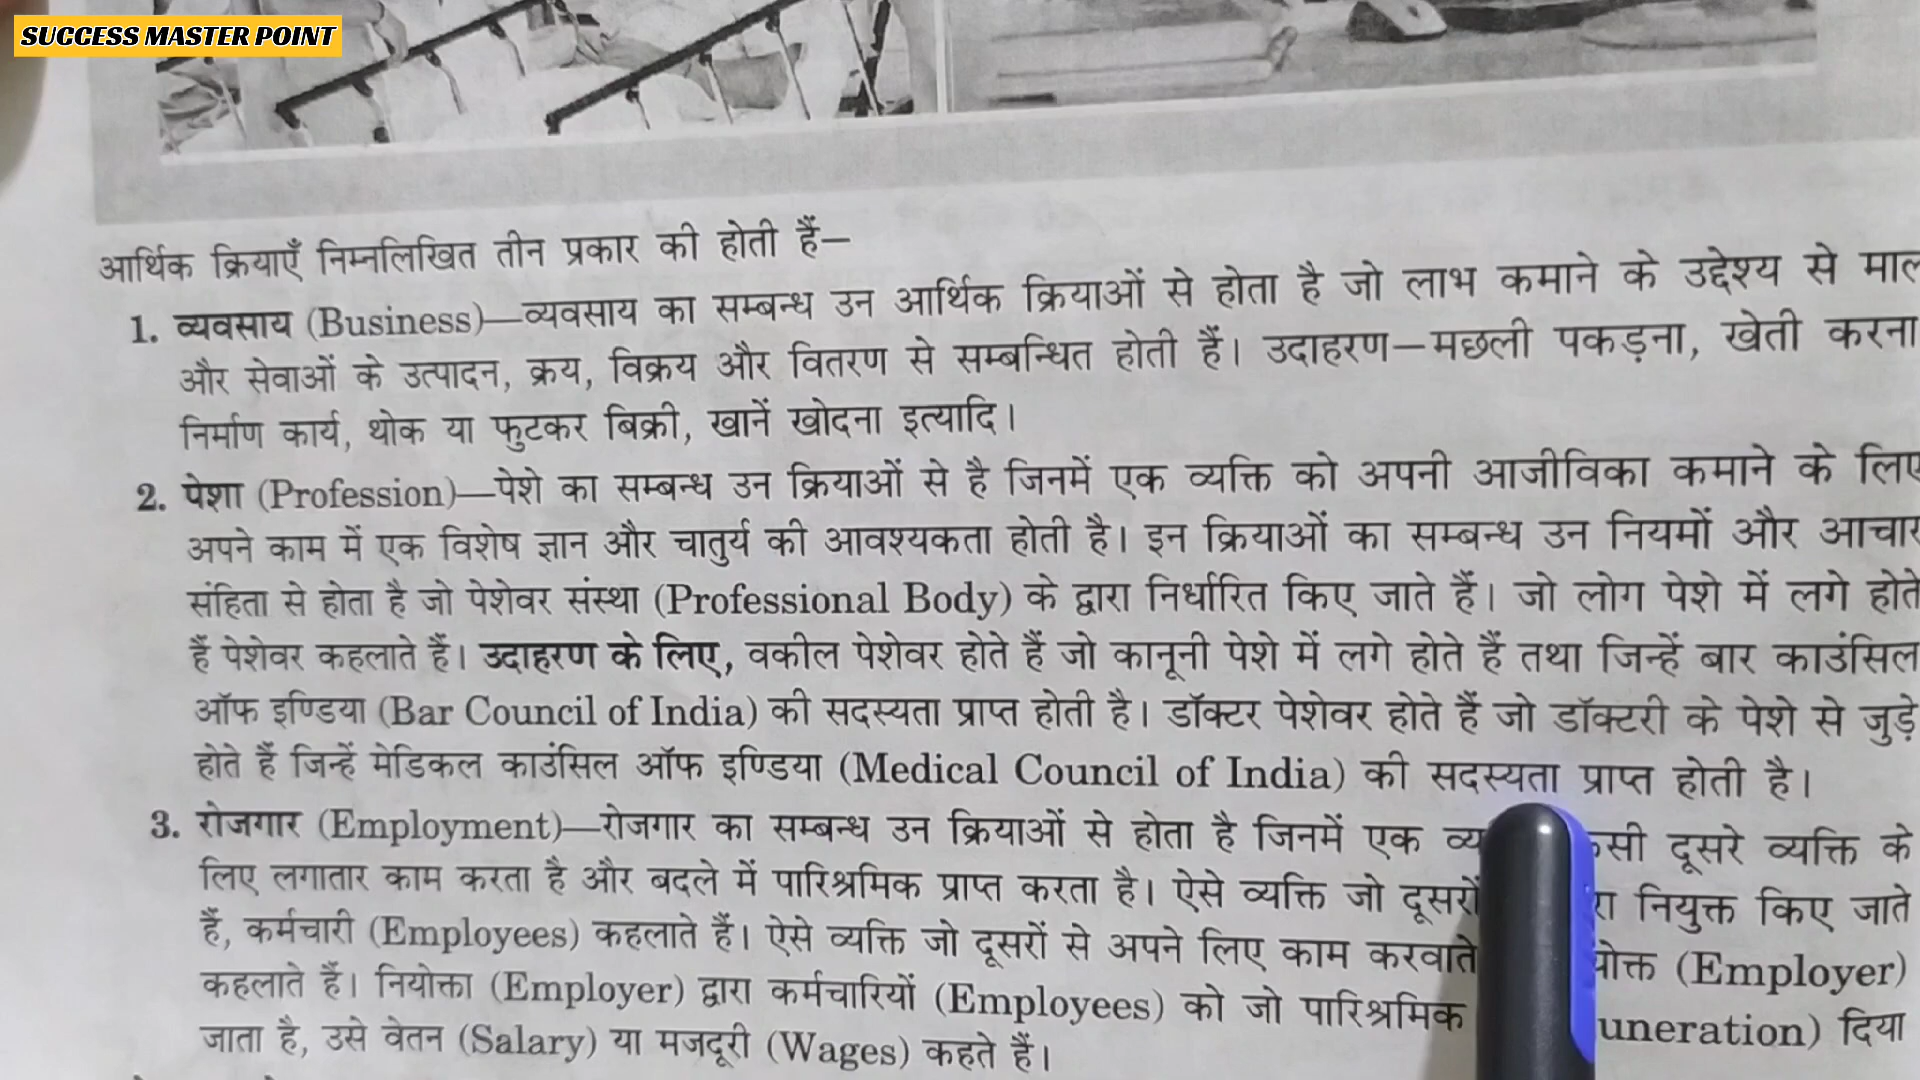 SUCCESS MASTER POINT
आर्थिक क्रियाएँ निम्नलिखित तीन प्रकार की होती हैं—
1. व्यवसाय (Business)—व्यवसाय का सम्बन्ध उन आर्थिक क्रियाओं से होता है जो लाभ कमाने के उद्देश्य से माल
और सेवाओं के उत्पादन, क्रय, विक्रय और वितरण से सम्बन्धित होती हैं। उदाहरण—मछली पकड़ना, खेती करना
निर्माण कार्य, थोक या फुटकर बिक्री, खानें खोदना इत्यादि।
2. पेशा (Profession)—पेशे का सम्बन्ध उन क्रियाओं से है जिनमें एक व्यक्ति को अपनी आजीविका कमाने के लिए
अपने काम में एक विशेष ज्ञान और चातुर्य की आवश्यकता होती है। इन क्रियाओं का सम्बन्ध उन नियमों और आचार
संहिता से होता है जो पेशेवर संस्था (Professional Body) के द्वारा निर्धारित किए जाते हैं। जो लोग पेशे में लगे होते
हैं पेशेवर कहलाते हैं। उदाहरण के लिए, वकील पेशेवर होते हैं जो कानूनी पेशे में लगे होते हैं तथा जिन्हें बार काउंसिल
ऑफ इण्डिया (Bar Council of India) की सदस्यता प्राप्त होती है। डॉक्टर पेशेवर होते हैं जो डॉक्टरी के पेशे से जुड़े
होते हैं जिन्हें मेडिकल काउंसिल ऑफ इण्डिया (Medical Council of India) की सदस्यता प्राप्त होती है।
3. रोजगार (Employment)—रोजगार का सम्बन्ध उन क्रियाओं से होता है जिनमें एक दूसरे व्यक्ति के
लिए लगातार काम करता है और बदले में पारिश्रमिक प्राप्त करता है। ऐसे व्यक्ति जो दूसरों नियुक्त किए जाते
हैं, कर्मचारी (Employees) कहलाते हैं। ऐसे व्यक्ति जो दूसरों से अपने लिए काम करवाते (Employer)
कहलाते हैं। नियोक्ता (Employer) द्वारा कर्मचारियों (Employees) को जो पारिश्रमिक दिया
जाता है, उसे वेतन (Salary) या मजदूरी (Wages) कहते हैं।